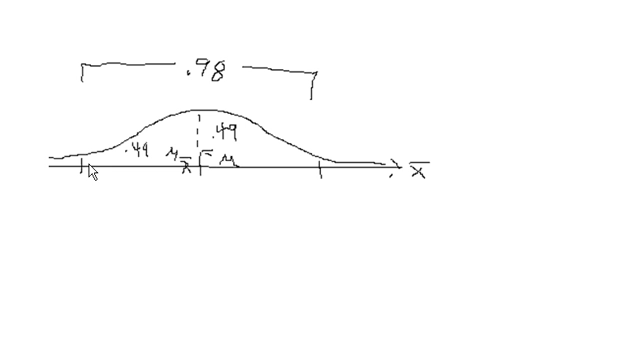 .98
.49
.49 μx̄ = μ
x̄